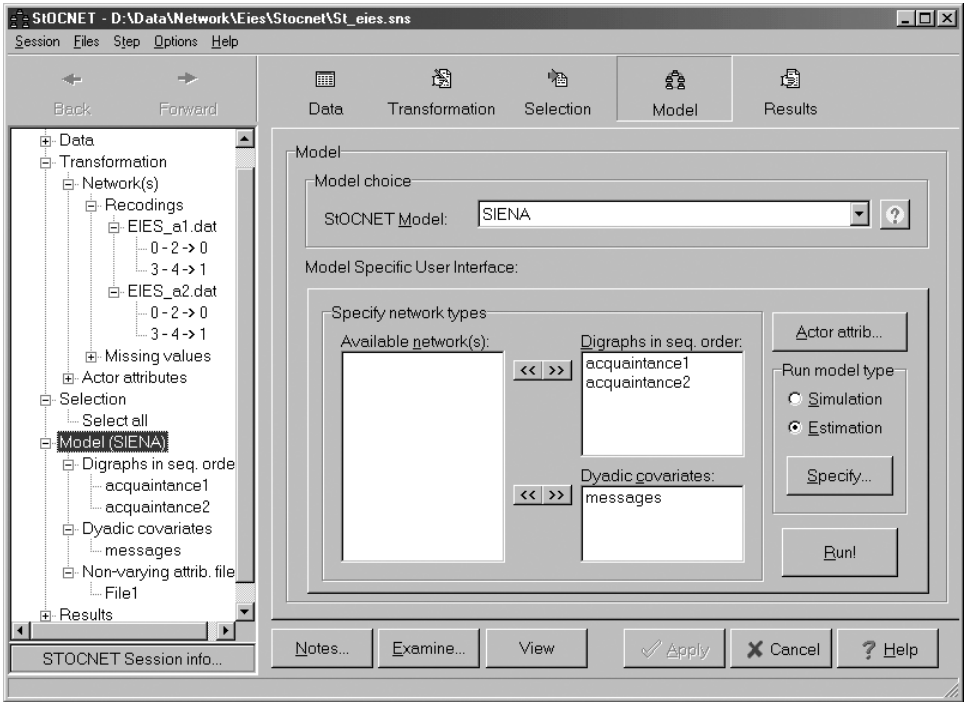 StOCNET - D:\Data\Network\Eies\Stocnet\St_eies.sns
Session Files Step Options Help
Back Forward
Data Transformation Selection Model Results
Data
Transformation
Network(s)
Recodings
EIES_a1.dat
0 - 2 -> 0
3 - 4 -> 1
EIES_a2.dat
0 - 2 -> 0
3 - 4 -> 1
Missing values
Actor attributes
Selection
Select all
Model (SIENA)
Digraphs in seq. orde
acquaintance1
acquaintance2
Dyadic covariates
messages
Non-varying attrib. file
File1
Results
STOCNET Session info...
Model
Model choice
StOCNET Model: SIENA
?
Model Specific User Interface:
Specify network types
Available network(s):
<< >>
Digraphs in seq. order:
acquaintance1
acquaintance2
<< >>
Dyadic covariates:
messages
Actor attrib...
Run model type
Simulation
Estimation
Specify...
Run!
Notes... Examine... View Apply Cancel ? Help